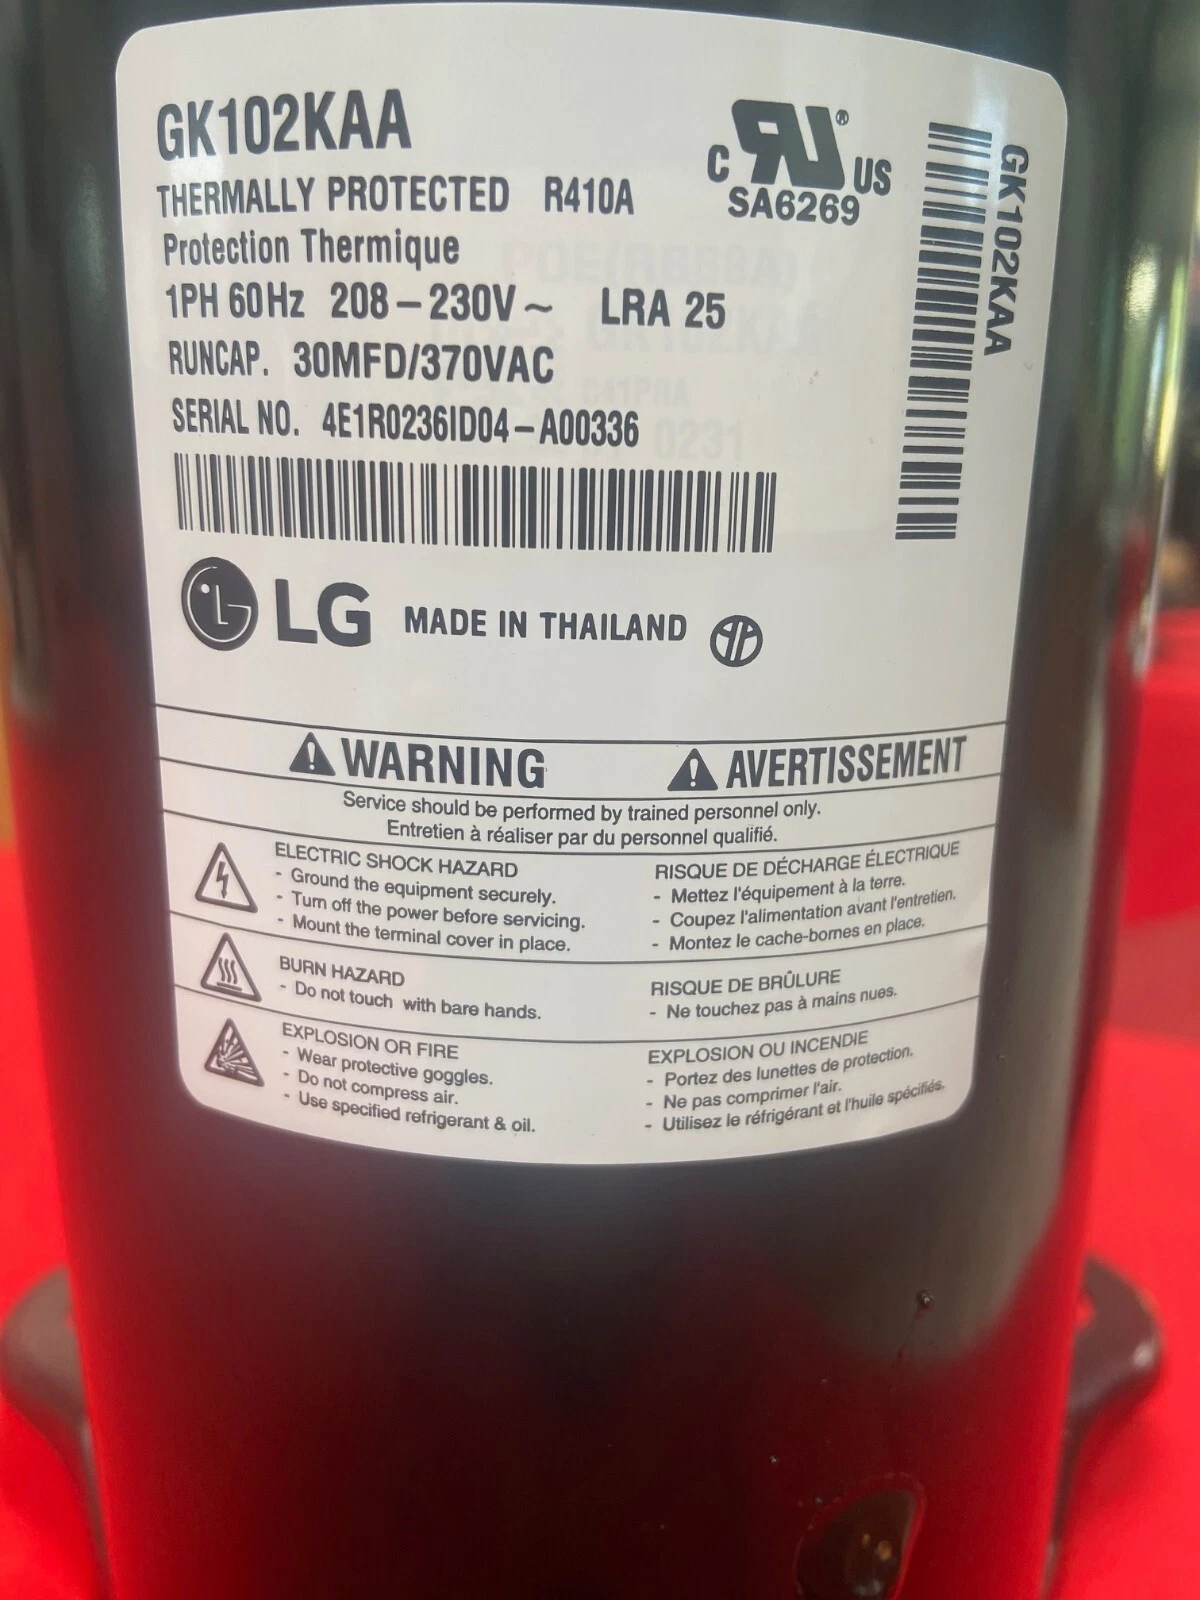 GK102KAA
THERMALLY PROTECTED R410A
Protection Thermique
1PH 60Hz 208-230V~ LRA 25
RUNCAP. 30MFD/370VAC
SERIAL NO. 4E1R0236ID04-A00336
C RU® US
SA6269
GK102KAA
LG MADE IN THAILAND
⚠ WARNING ⚠ AVERTISSEMENT
Service should be performed by trained personnel only.
Entretien à réaliser par du personnel qualifié.
ELECTRIC SHOCK HAZARD
- Ground the equipment securely.
- Turn off the power before servicing.
- Mount the terminal cover in place.
RISQUE DE DÉCHARGE ÉLECTRIQUE
- Mettez l'équipement à la terre.
- Coupez l'alimentation avant l'entretien.
- Montez le cache-bornes en place.
BURN HAZARD
- Do not touch with bare hands.
RISQUE DE BRÛLURE
- Ne touchez pas à mains nues.
EXPLOSION OR FIRE
- Wear protective goggles.
- Do not compress air.
- Use specified refrigerant & oil.
EXPLOSION OU INCENDIE
- Portez des lunettes de protection.
- Ne pas comprimer l'air.
- Utilisez le réfrigérant et l'huile spécifiés.